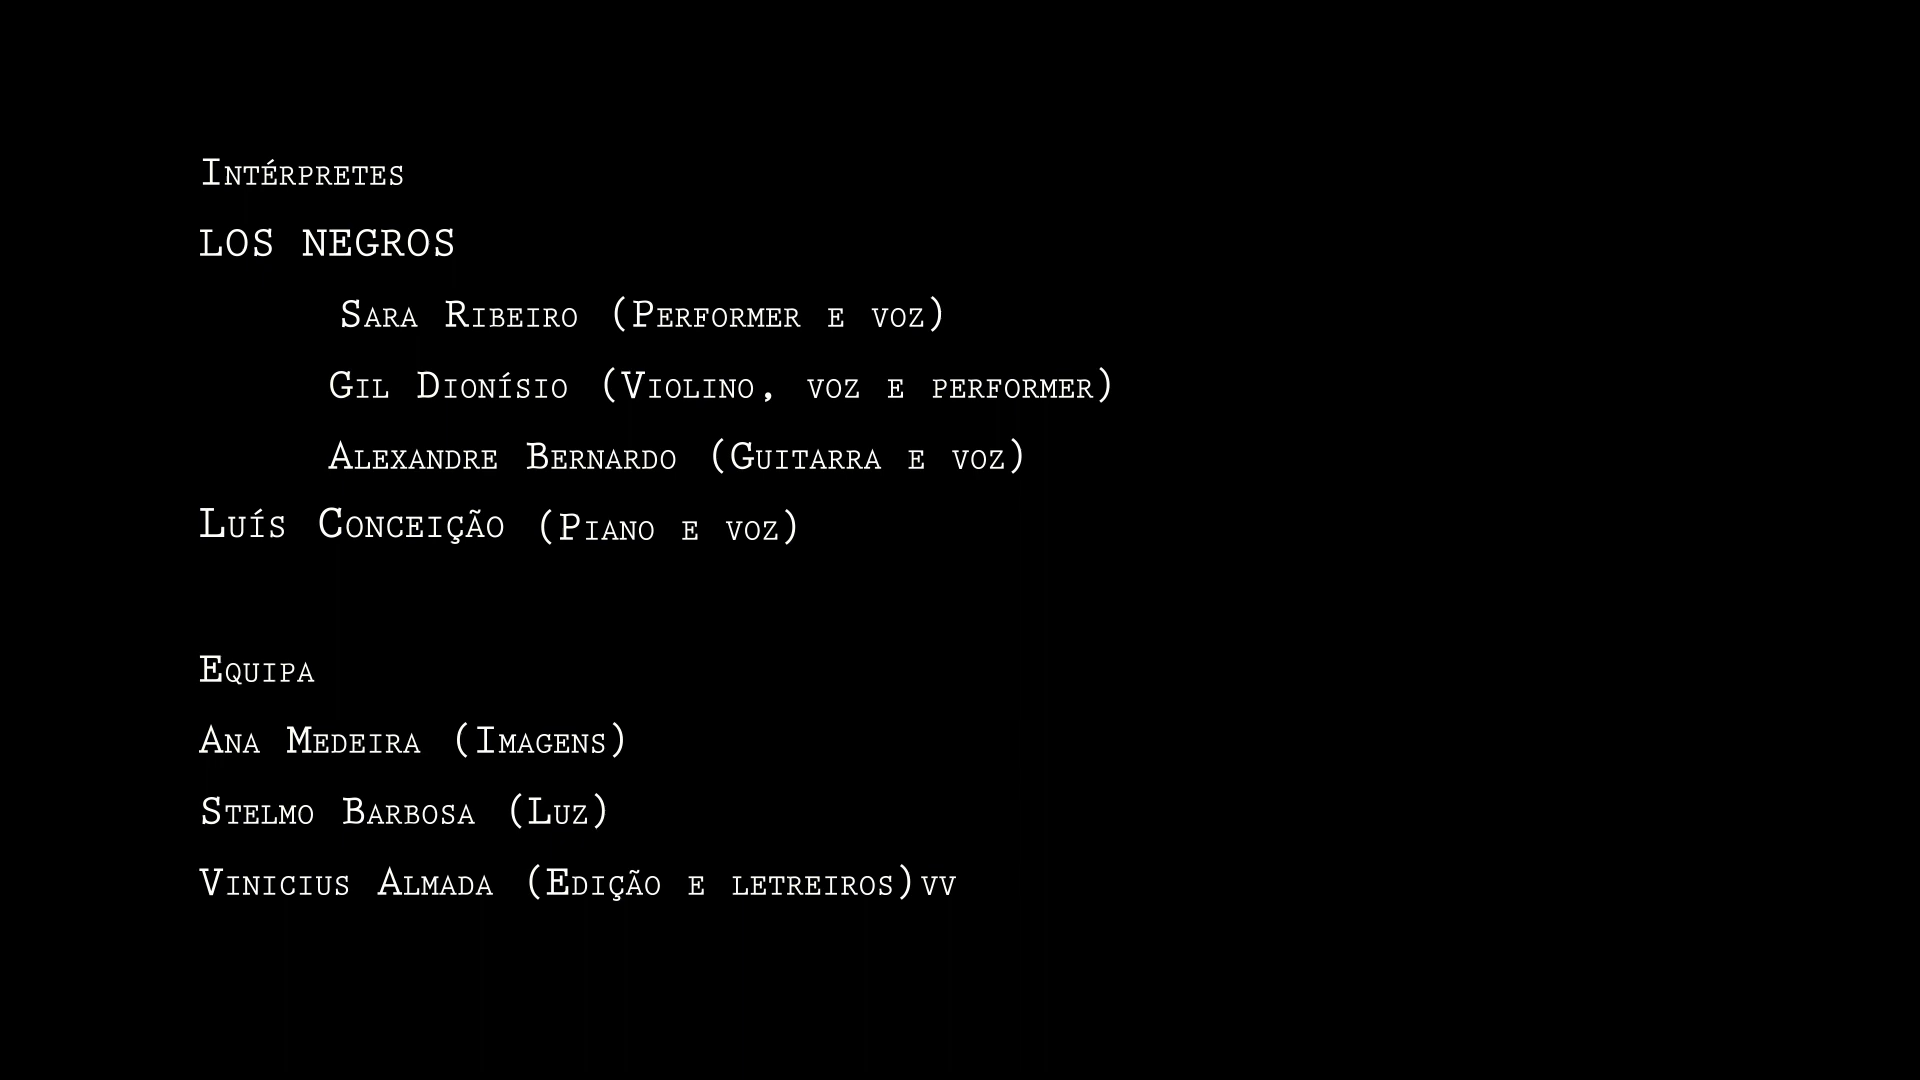 Intérpretes
LOS NEGROS
Sara Ribeiro (Performer e voz)
Gil Dionísio (Violino, voz e performer)
Alexandre Bernardo (Guitarra e voz)
Luís Conceição (Piano e voz)
Equipa
Ana Medeira (Imagens)
Stelmo Barbosa (Luz)
Vinicius Almada (Edição e letreiros)vv